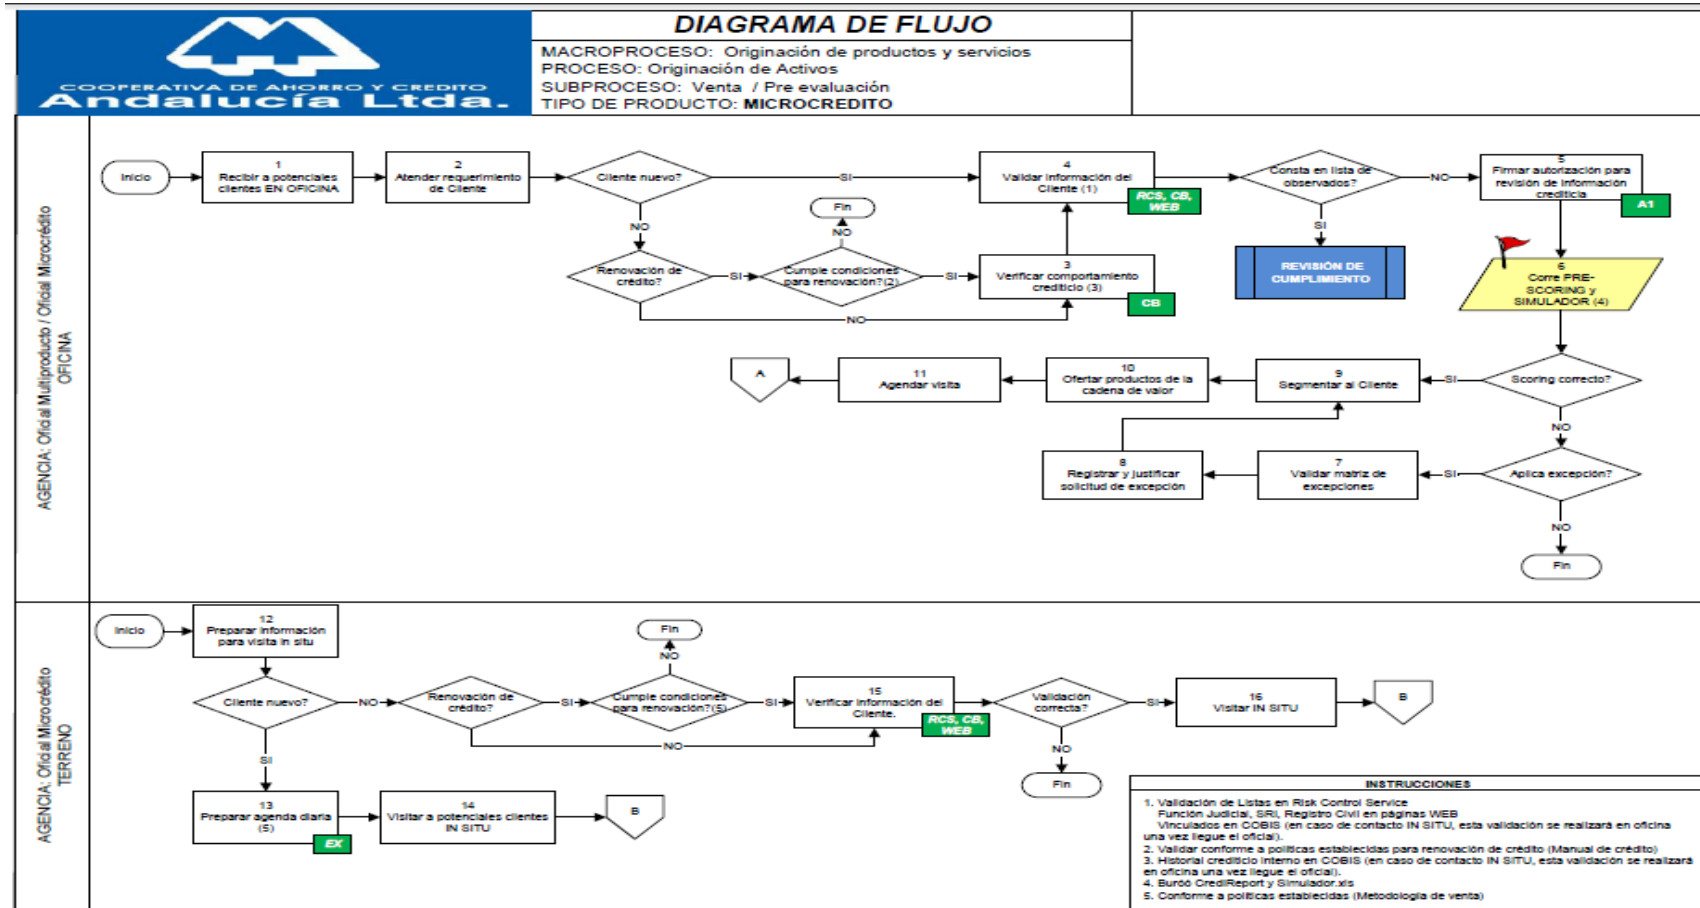 COOPERATIVA DE AHORRO Y CREDITO
Andalucía Ltda.
DIAGRAMA DE FLUJO
MACROPROCESO: Originación de productos y servicios
PROCESO: Originación de Activos
SUBPROCESO: Venta / Pre evaluación
TIPO DE PRODUCTO: MICROCREDITO
AGENCIA: Oficial Multiproducto / Oficial Microcrédito
OFICINA
Inicio
1
Recibir a potenciales
clientes EN OFICINA
2
Atender requerimiento
de Cliente
Cliente nuevo?
SI
4
Validar información del
Cliente (1)
RCS, CB,
WEB
Consta en lista de
observados?
NO
5
Firmar autorización para
revisión de información
crediticia
A1
NO
Fin
NO
SI
Renovación de
crédito?
SI
Cumple condiciones
para renovación?(2)
SI
3
Verificar comportamiento
crediticio (3)
CB
NO
REVISIÓN DE
CUMPLIMIENTO
6
Corre PRE-
SCORING y
SIMULADOR (4)
A
11
Agendar visita
10
Ofertar productos de la
cadena de valor
9
Segmentar al Cliente
SI
Scoring correcto?
NO
8
Registrar y justificar
solicitud de excepción
7
Validar matriz de
excepciones
SI
Aplica excepción?
NO
Fin
AGENCIA: Oficial Microcrédito
TERRENO
Inicio
12
Preparar información
para visita in situ
Fin
NO
Cliente nuevo?
NO
Renovación de
crédito?
SI
Cumple condiciones
para renovación?(5)
SI
15
Verificar información del
Cliente.
RCS, CB,
WEB
Validación
correcta?
SI
16
Visitar IN SITU
B
NO
NO
Fin
SI
13
Preparar agenda diaria
(5)
EX
14
Visitar a potenciales clientes
IN SITU
B
INSTRUCCIONES
1. Validación de Listas en Risk Control Service
Función Judicial, SRI, Registro Civil en páginas WEB
Vinculados en COBIS (en caso de contacto IN SITU, esta validación se realizará en oficina
una vez llegue el oficial).
2. Validar conforme a políticas establecidas para renovación de crédito (Manual de crédito)
3. Historial crediticio interno en COBIS (en caso de contacto IN SITU, esta validación se realizará
en oficina una vez llegue el oficial).
4. Buróó CrediReport y Simulador.xls
5. Conforme a políticas establecidas (Metodología de venta)